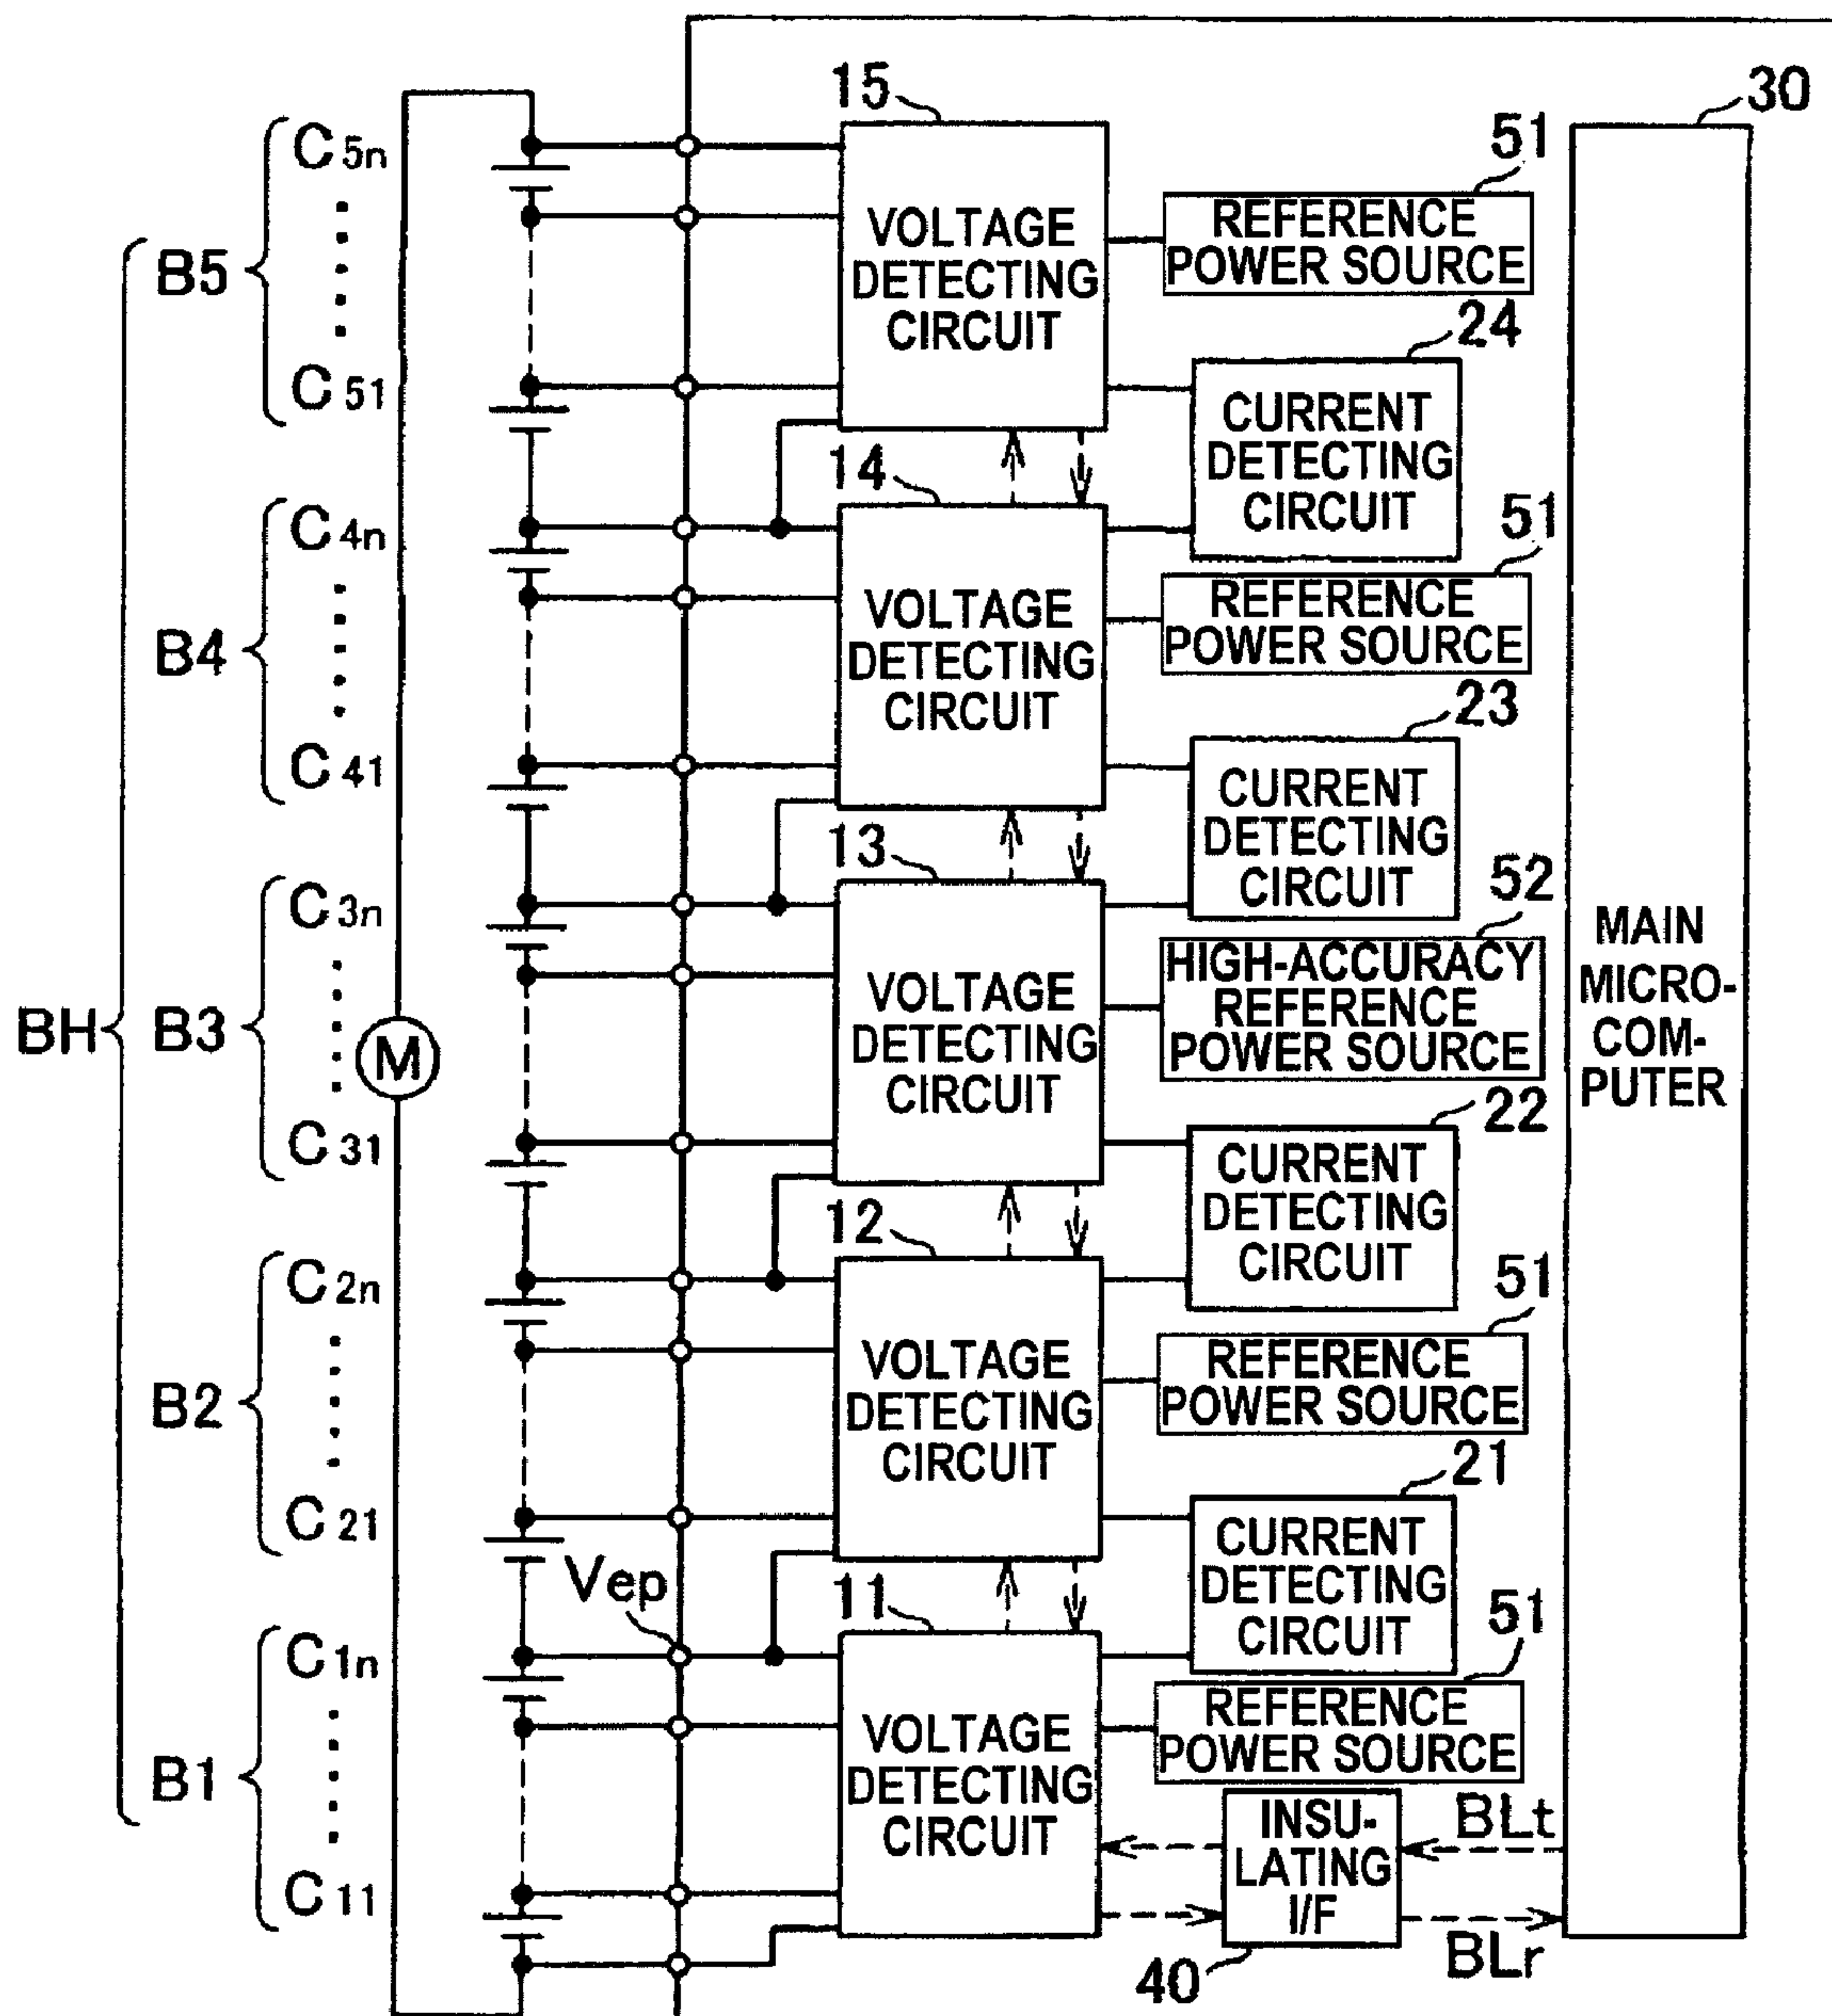 15
30
C5n
51
VOLTAGE
DETECTING
CIRCUIT
REFERENCE
POWER SOURCE
B5
24
C51
CURRENT
DETECTING
CIRCUIT
14
C4n
51
VOLTAGE
DETECTING
CIRCUIT
REFERENCE
POWER SOURCE
B4
23
C41
CURRENT
DETECTING
CIRCUIT
13
C3n
52
VOLTAGE
DETECTING
CIRCUIT
HIGH-ACCURACY
REFERENCE
POWER SOURCE
MAIN
MICRO-
COM-
PUTER
BH
B3
M
22
C31
CURRENT
DETECTING
CIRCUIT
12
C2n
51
VOLTAGE
DETECTING
CIRCUIT
REFERENCE
POWER SOURCE
B2
21
C21
CURRENT
DETECTING
CIRCUIT
Vep
11
C1n
51
VOLTAGE
DETECTING
CIRCUIT
REFERENCE
POWER SOURCE
B1
INSU-
LATING
I/F
BLt
C11
BLr
40